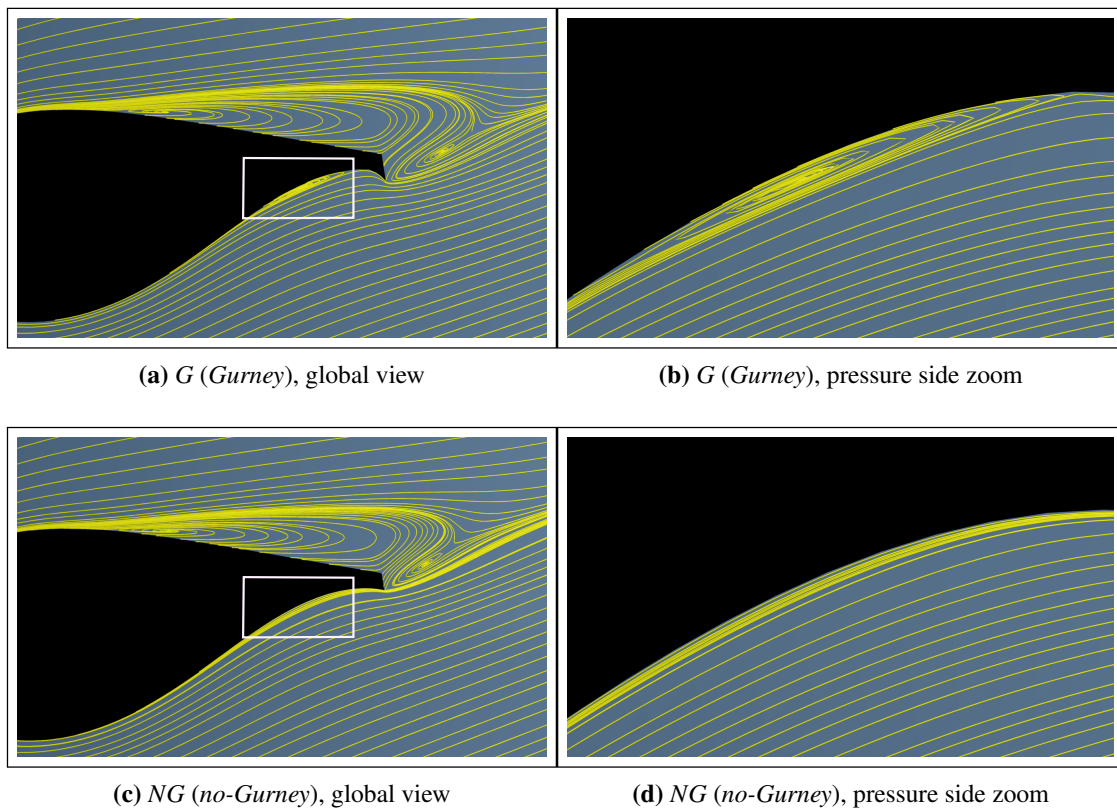 (a) G (Gurney), global view
(b) G (Gurney), pressure side zoom
(c) NG (no-Gurney), global view
(d) NG (no-Gurney), pressure side zoom